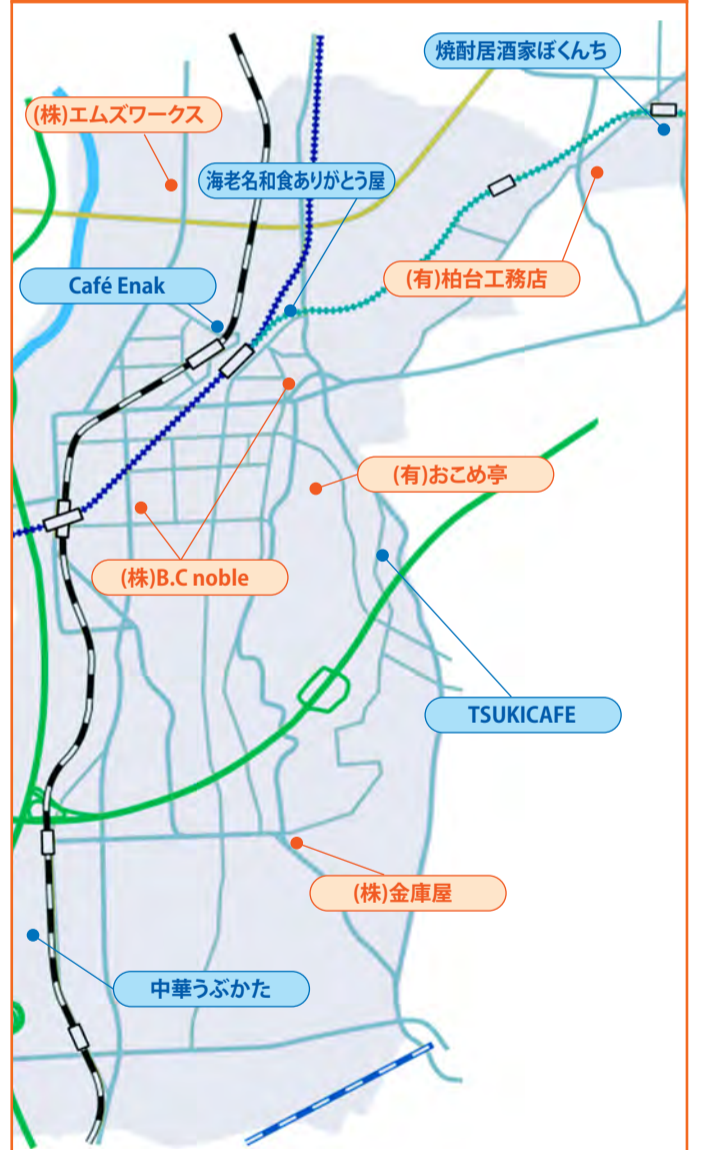 焼酎居酒家ぼくんち
(株)エムズワークス
海老名和食ありがとう屋
(有)柏台工務店
Café Enak
(有)おこめ亭
(株)B.C noble
TSUKICAFE
(株)金庫屋
中華うぶかた